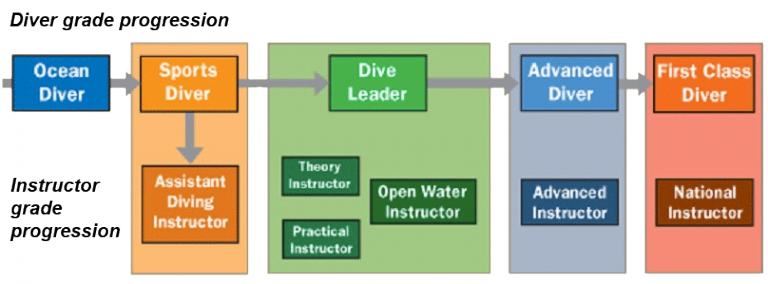 Diver grade progression
Ocean
Diver
Sports
Diver
Dive
Leader
Advanced
Diver
First Class
Diver
Instructor
grade
progression
Assistant
Diving
Instructor
Theory
Instructor
Practical
Instructor
Open Water
Instructor
Advanced
Instructor
National
Instructor